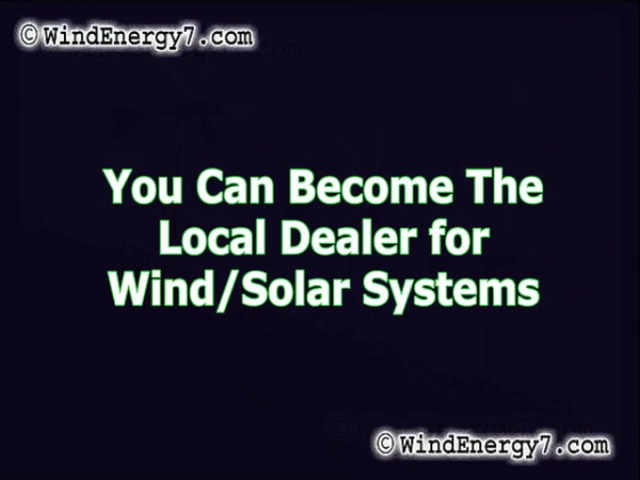 © WindEnergy7.com
You Can Become The
Local Dealer for
Wind/Solar Systems
© WindEnergy7.com